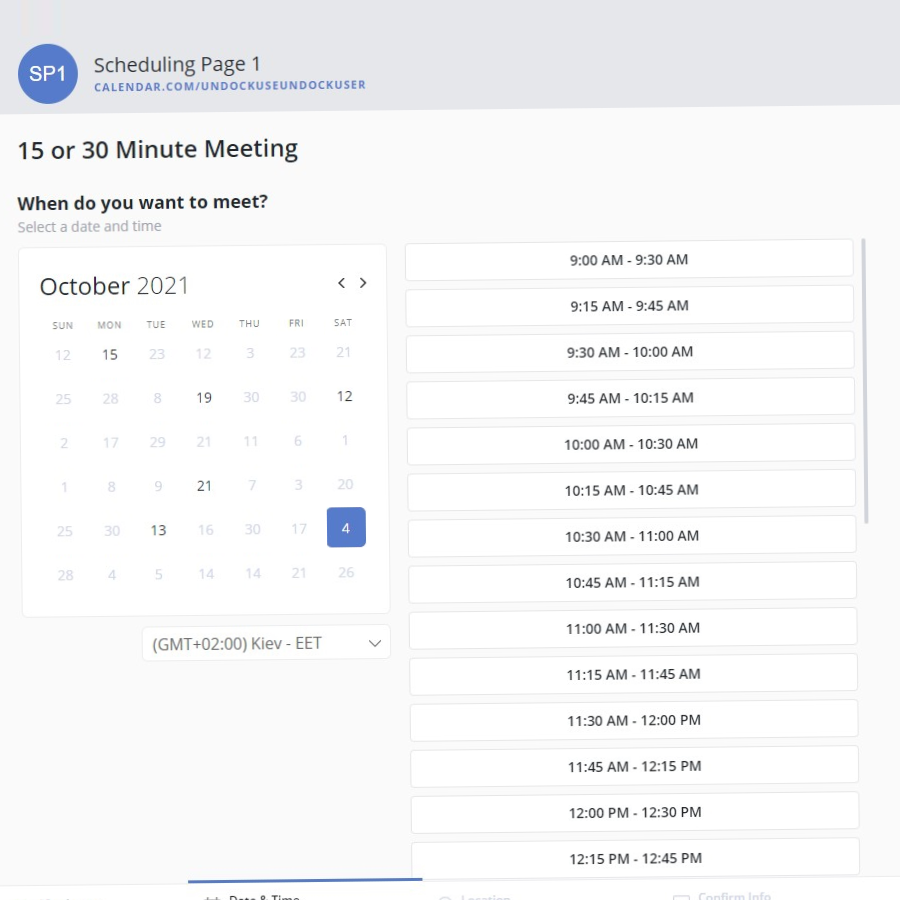 SP1
Scheduling Page 1
CALENDAR.COM/UNDOCKUSEUNDOCKUSER
15 or 30 Minute Meeting
When do you want to meet?
Select a date and time
October 2021
SUN MON TUE WED THU FRI SAT
12 15 23 12 3 23 21
25 28 8 19 30 30 12
2 17 29 21 11 6 1
1 8 9 21 7 3 20
25 30 13 16 30 17 4
28 4 5 14 14 21 26
(GMT+02:00) Kiev - EET
9:00 AM - 9:30 AM
9:15 AM - 9:45 AM
9:30 AM - 10:00 AM
9:45 AM - 10:15 AM
10:00 AM - 10:30 AM
10:15 AM - 10:45 AM
10:30 AM - 11:00 AM
10:45 AM - 11:15 AM
11:00 AM - 11:30 AM
11:15 AM - 11:45 AM
11:30 AM - 12:00 PM
11:45 AM - 12:15 PM
12:00 PM - 12:30 PM
12:15 PM - 12:45 PM
Date & Time Location Confirm Info